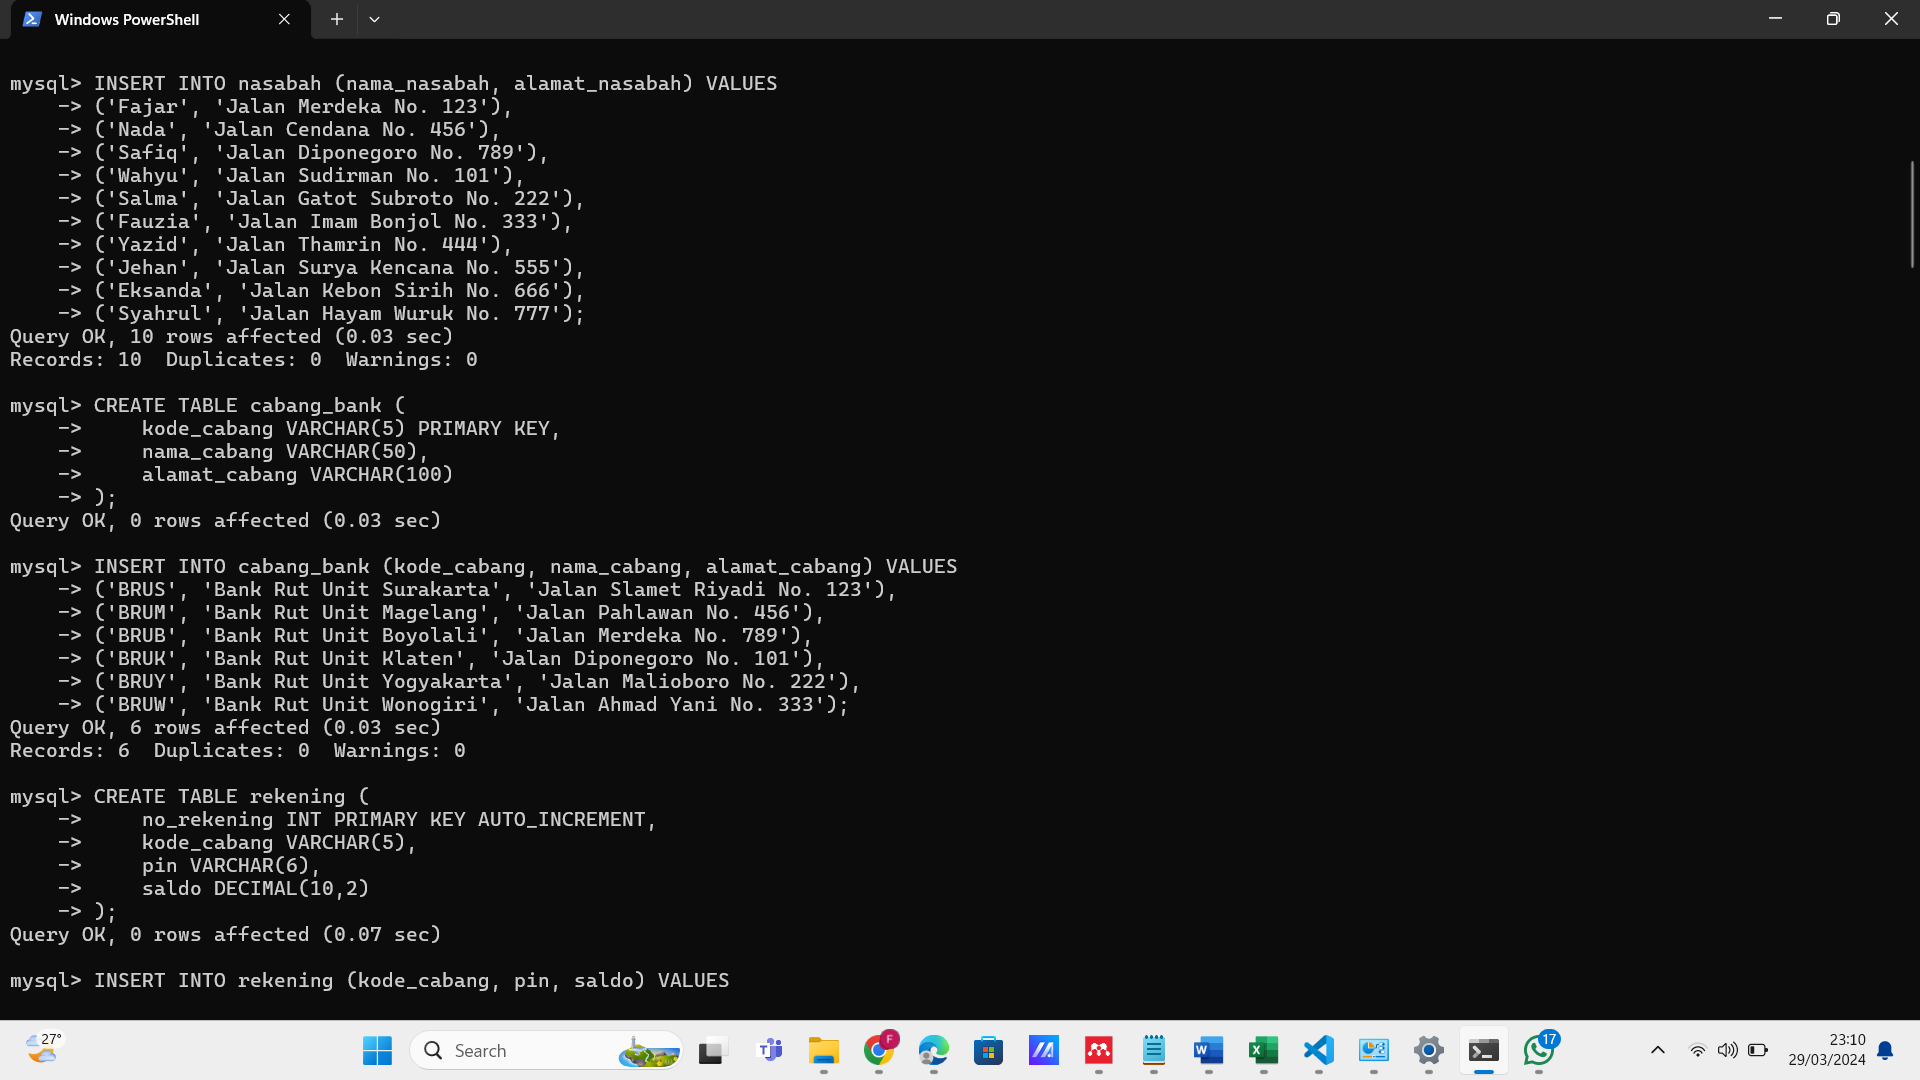 Windows PowerShell
mysql> INSERT INTO nasabah (nama_nasabah, alamat_nasabah) VALUES
    -> ('Fajar', 'Jalan Merdeka No. 123'),
    -> ('Nada', 'Jalan Cendana No. 456'),
    -> ('Safiq', 'Jalan Diponegoro No. 789'),
    -> ('Wahyu', 'Jalan Sudirman No. 101'),
    -> ('Salma', 'Jalan Gatot Subroto No. 222'),
    -> ('Fauzia', 'Jalan Imam Bonjol No. 333'),
    -> ('Yazid', 'Jalan Thamrin No. 444'),
    -> ('Jehan', 'Jalan Surya Kencana No. 555'),
    -> ('Eksanda', 'Jalan Kebon Sirih No. 666'),
    -> ('Syahrul', 'Jalan Hayam Wuruk No. 777');
Query OK, 10 rows affected (0.03 sec)
Records: 10  Duplicates: 0  Warnings: 0
mysql> CREATE TABLE cabang_bank (
    ->     kode_cabang VARCHAR(5) PRIMARY KEY,
    ->     nama_cabang VARCHAR(50),
    ->     alamat_cabang VARCHAR(100)
    -> );
Query OK, 0 rows affected (0.03 sec)
mysql> INSERT INTO cabang_bank (kode_cabang, nama_cabang, alamat_cabang) VALUES
    -> ('BRUS', 'Bank Rut Unit Surakarta', 'Jalan Slamet Riyadi No. 123'),
    -> ('BRUM', 'Bank Rut Unit Magelang', 'Jalan Pahlawan No. 456'),
    -> ('BRUB', 'Bank Rut Unit Boyolali', 'Jalan Merdeka No. 789'),
    -> ('BRUK', 'Bank Rut Unit Klaten', 'Jalan Diponegoro No. 101'),
    -> ('BRUY', 'Bank Rut Unit Yogyakarta', 'Jalan Malioboro No. 222'),
    -> ('BRUW', 'Bank Rut Unit Wonogiri', 'Jalan Ahmad Yani No. 333');
Query OK, 6 rows affected (0.03 sec)
Records: 6  Duplicates: 0  Warnings: 0
mysql> CREATE TABLE rekening (
    ->     no_rekening INT PRIMARY KEY AUTO_INCREMENT,
    ->     kode_cabang VARCHAR(5),
    ->     pin VARCHAR(6),
    ->     saldo DECIMAL(10,2)
    -> );
Query OK, 0 rows affected (0.07 sec)
mysql> INSERT INTO rekening (kode_cabang, pin, saldo) VALUES
27°
Search
F
17
23:10
29/03/2024